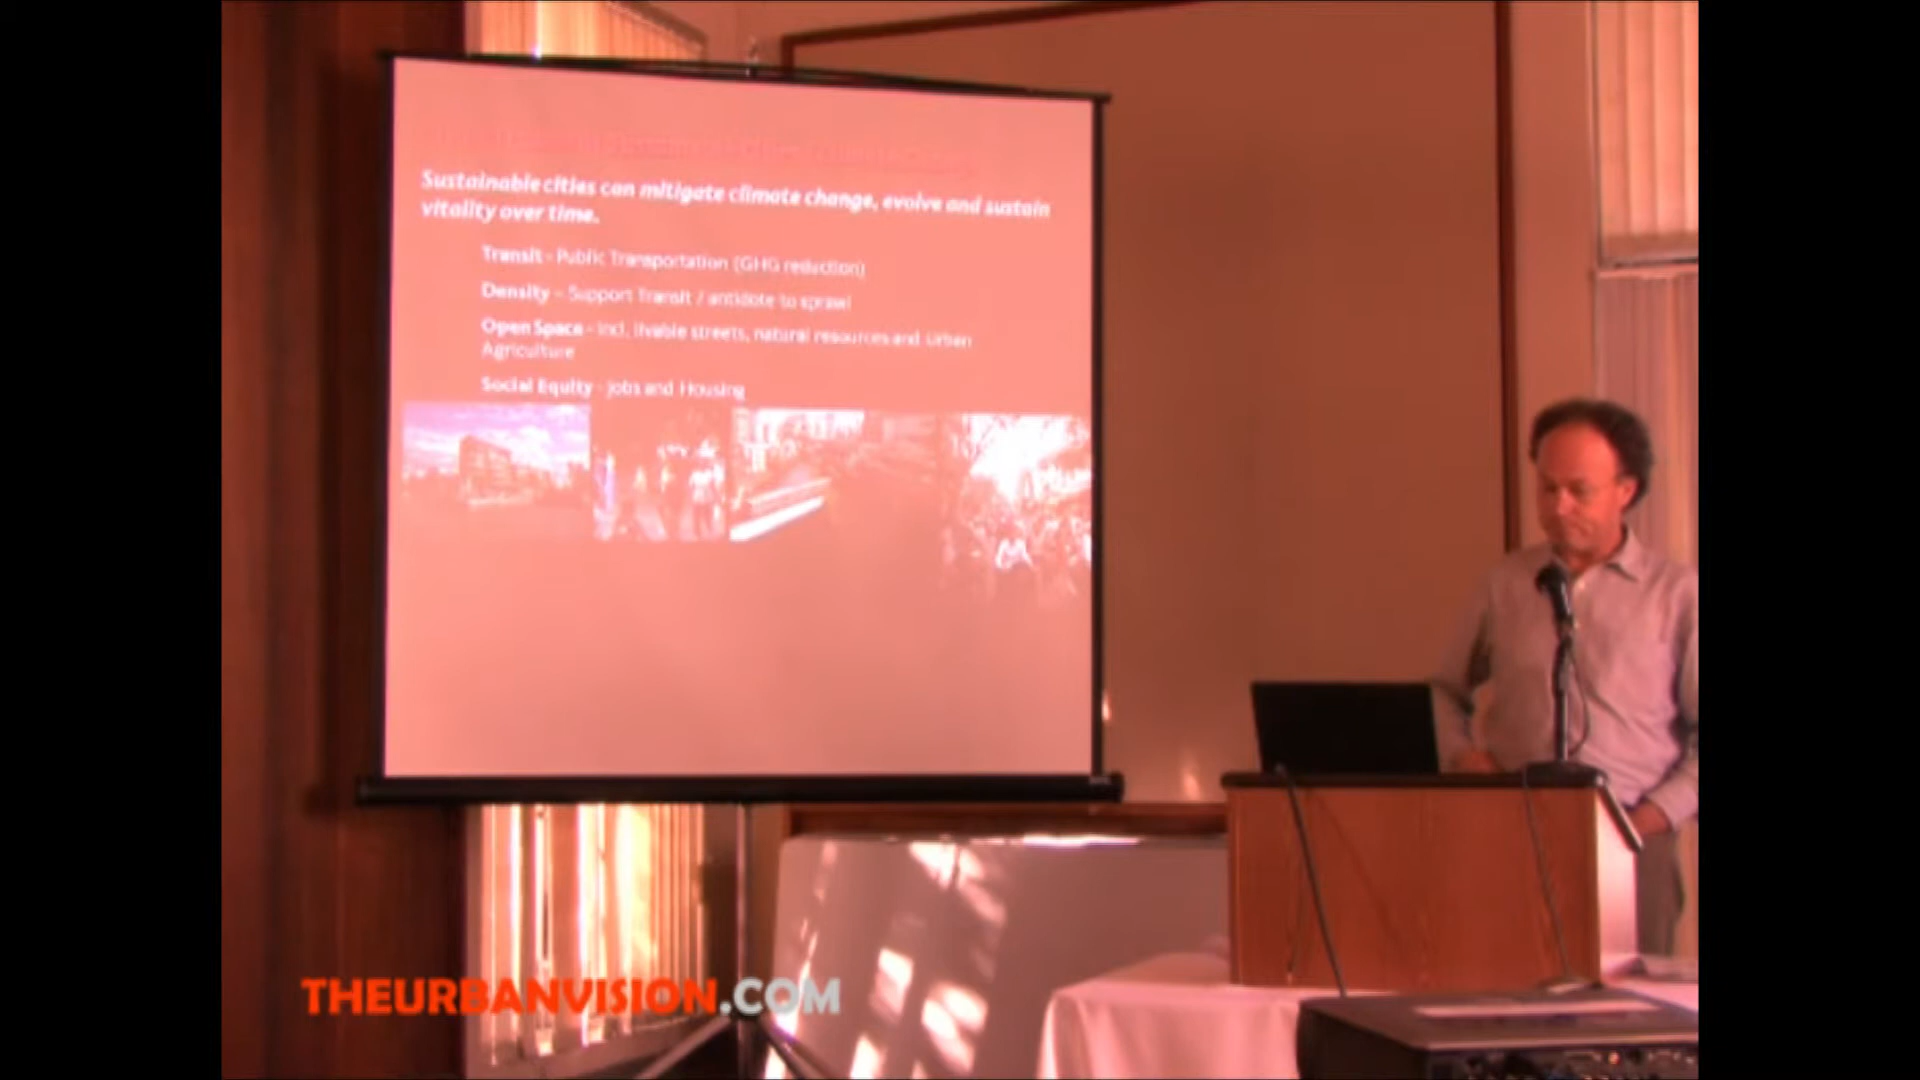 Sustainable cities can mitigate climate change, evolve and sustain
vitality over time.
Transit - Public Transportation (GHG reduction)
Density - Support Transit / antidote to sprawl
Open Space - incl. livable streets, natural resources and Urban
Agriculture
Social Equity - Jobs and Housing
THEURBANVISION.COM